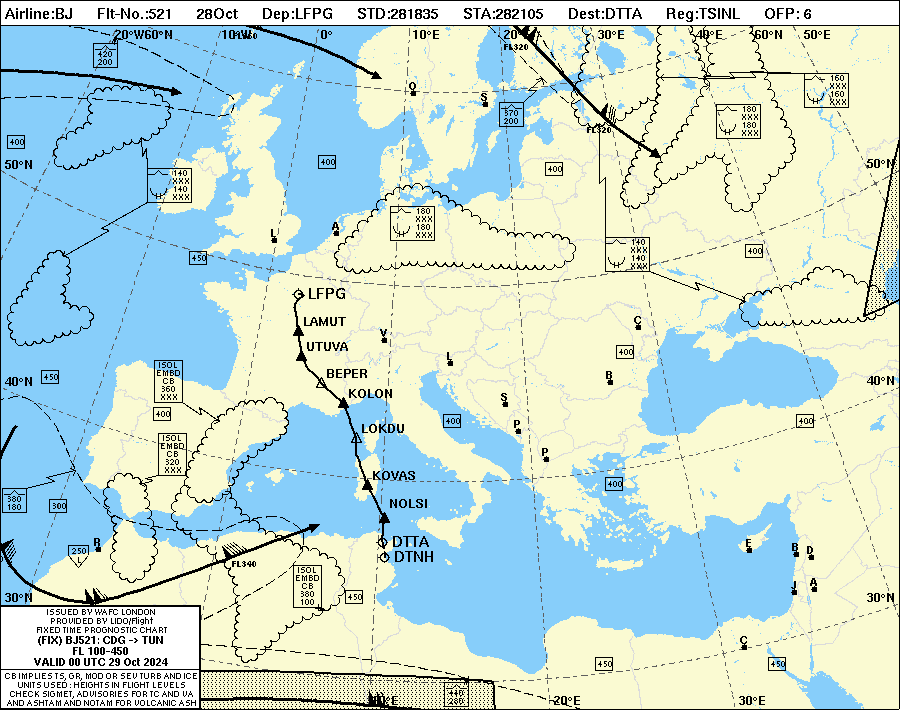 Airline:BJ Flt-No.:521 28Oct Dep:LFPG STD:281835 STA:282105 Dest:DTTA Reg:TSINL OFP: 6
20°W60°N 10°W 0° 10°E 20°E 30°E 40°E 60°N 50°E
FL320
420
200
160
XXX
160
XXX
O
S
370
200
180
XXX
180
XXX
FL320
400
400
400
50°N
50°N
140
XXX
140
XXX
180
XXX
180
XXX
L
A
450
140
XXX
140
XXX
400
LFPG
LAMUT
UTUVA
V
C
400
L
BEPER
B
ISOL
EMBD
CB
360
XXX
450
40°N
40°N
KOLON
S
400
400
400
LOKDU
P
ISOL
EMBD
CB
320
XXX
P
KOVAS
380
180
300
400
NOLSI
R
250
DTTA
DTNH
E
B
D
FL340
ISOL
EMBD
CB
380
100
450
J
A
30°N
30°N
ISSUED BY WAFC LONDON
PROVIDED BY LIDO/Flight
FIXED TIME PROGNOSTIC CHART
(FIX) BJ521: CDG -> TUN
FL 100-450
VALID 00 UTC 29 Oct 2024
CB IMPLIES TS, GR, MOD OR SEV TURB AND ICE
UNITS USED : HEIGHTS IN FLIGHT LEVELS
CHECK SIGMET, ADVISORIES FOR TC AND VA
AND ASHTAM AND NOTAM FOR VOLCANIC ASH
C
450
450
440
280
20°E
30°E